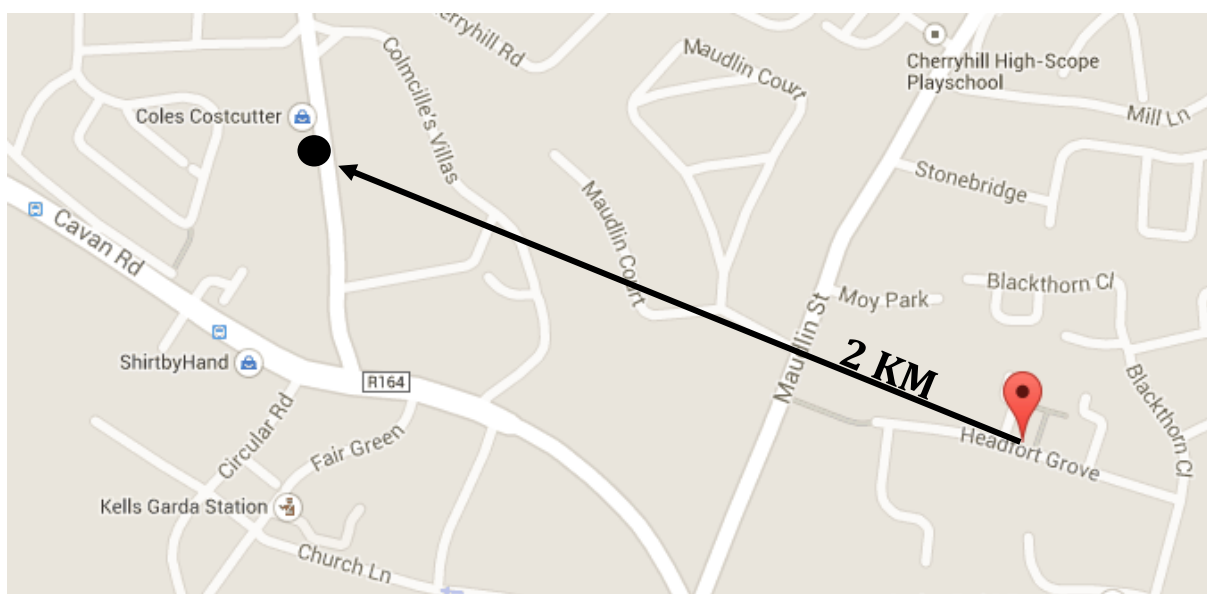 erryhill Rd
Maudlin Court
Cherryhill High-Scope
Playschool
Colmcille's Villas
Coles Costcutter
Mill Ln
Stonebridge
Maudlin Court
Cavan Rd
Blackthorn Cl
Moy Park
Maudlin St
2 KM
ShirtbyHand
R164
Blackthorn Cl
Circular Rd
Fair Green
Headfort Grove
Kells Garda Station
Church Ln